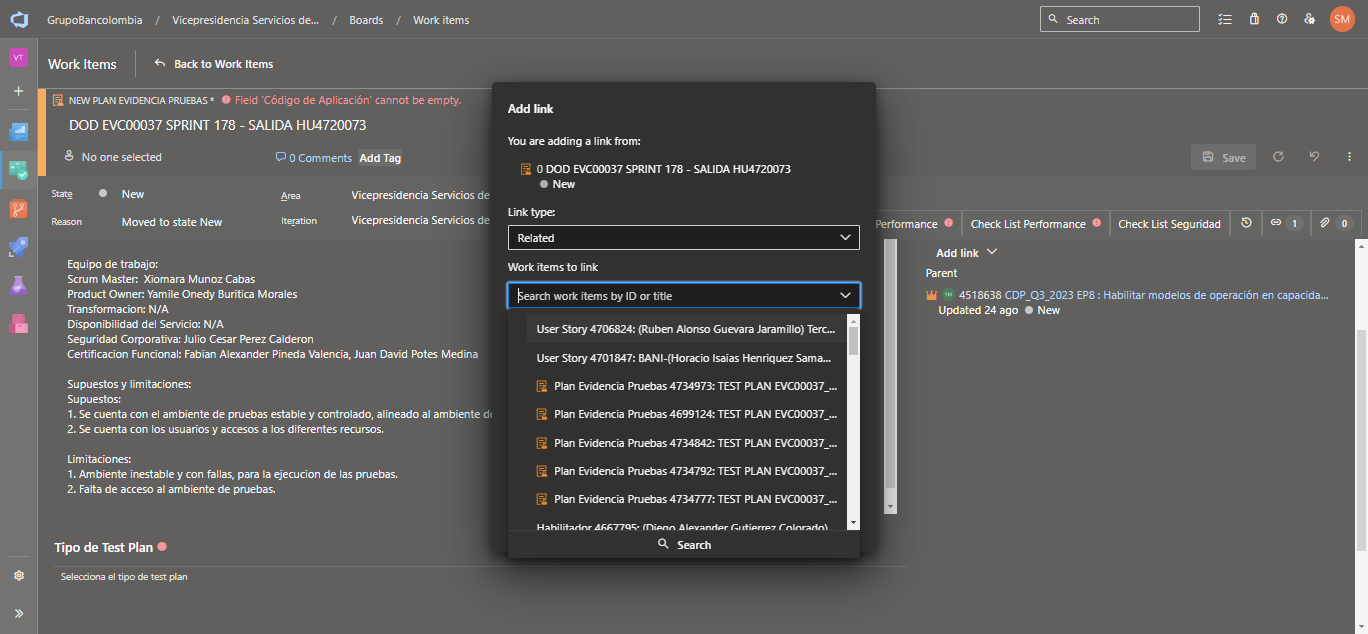 GrupoBancolombia / Vicepresidencia Servicios de... / Boards / Work items
Search
SM
VT
Work Items
Back to Work Items
NEW PLAN EVIDENCIA PRUEBAS * Field 'Código de Aplicación' cannot be empty.
DOD EVC00037 SPRINT 178 - SALIDA HU4720073
No one selected
0 Comments
Add Tag
Save
State
New
Area
Vicepresidencia Servicios de
Reason
Moved to state New
Iteration
Vicepresidencia Servicios de
Performance
Check List Performance
Check List Seguridad
1
0
Equipo de trabajo:
Scrum Master: Xiomara Munoz Cabas
Product Owner: Yamile Onedy Buritica Morales
Transformacion: N/A
Disponibilidad del Servicio: N/A
Seguridad Corporativa: Julio Cesar Perez Calderon
Certificacion Funcional: Fabian Alexander Pineda Valencia, Juan David Potes Medina
Supuestos y limitaciones:
Supuestos:
1. Se cuenta con el ambiente de pruebas estable y controlado, alineado al ambiente de
2. Se cuenta con los usuarios y accesos a los diferentes recursos.
Limitaciones:
1. Ambiente inestable y con fallas, para la ejecucion de las pruebas.
2. Falta de acceso al ambiente de pruebas.
Tipo de Test Plan
Selecciona el tipo de test plan
Add link
You are adding a link from:
0 DOD EVC00037 SPRINT 178 - SALIDA HU4720073
New
Link type:
Related
Work items to link
Search work items by ID or title
User Story 4706824: (Ruben Alonso Guevara Jaramillo) Terc...
User Story 4701847: BANI-(Horacio Isaias Henriquez Sama...
Plan Evidencia Pruebas 4734973: TEST PLAN EVC00037_...
Plan Evidencia Pruebas 4699124: TEST PLAN EVC00037_...
Plan Evidencia Pruebas 4734842: TEST PLAN EVC00037_...
Plan Evidencia Pruebas 4734792: TEST PLAN EVC00037_...
Plan Evidencia Pruebas 4734777: TEST PLAN EVC00037_...
Habilitador 4667795: (Diego Alexander Gutierrez Colorado)
Search
Add link
Parent
4518638 CDP_Q3_2023 EP8 : Habilitar modelos de operación en capacida...
Updated 24 ago
New